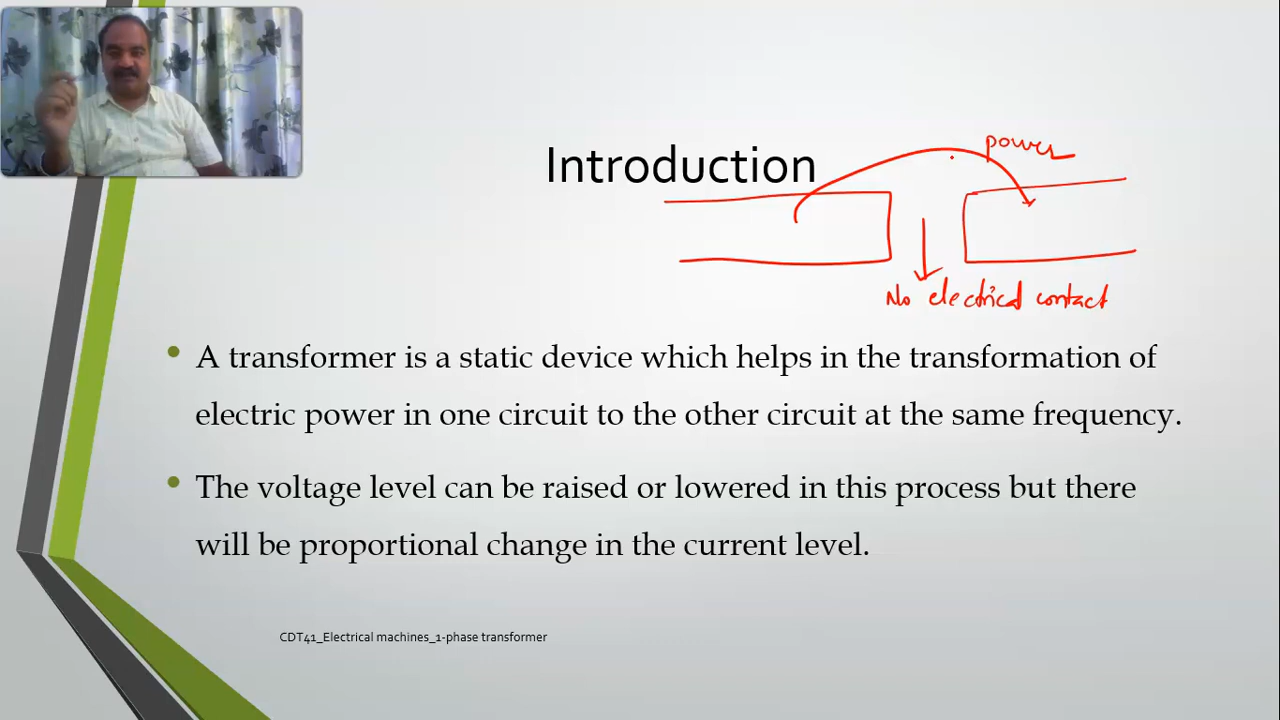 Introduction
power
No electrical contact
• A transformer is a static device which helps in the transformation of
electric power in one circuit to the other circuit at the same frequency.
• The voltage level can be raised or lowered in this process but there
will be proportional change in the current level.
CDT41_Electrical machines_1-phase transformer